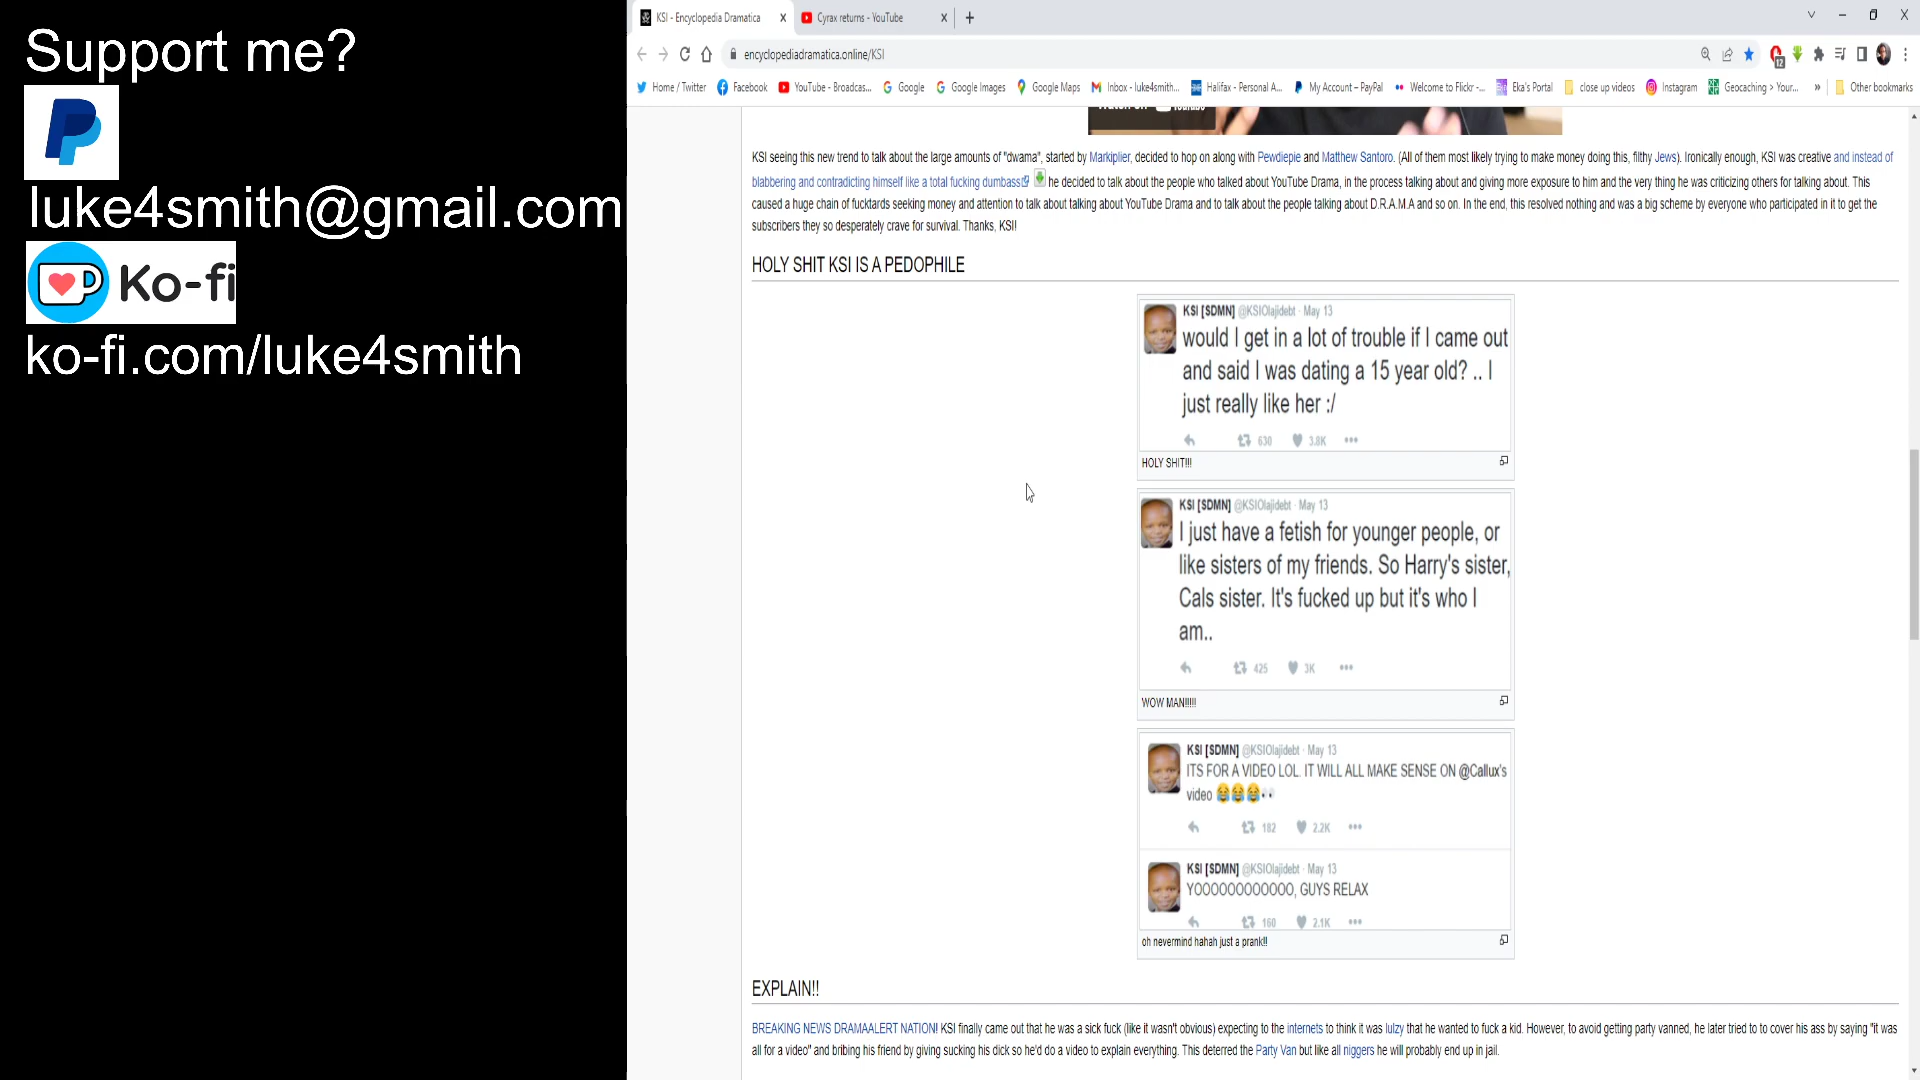 Support me?
luke4smith@gmail.com
Ko-fi
ko-fi.com/luke4smith
KSI - Encyclopedia Dramatica
Cyrax returns - YouTube
encyclopediadramatica.online/KSI
12
Home / Twitter
Facebook
YouTube - Broadcas...
Google
Google Images
Google Maps
Inbox - luke4smith...
Halifax - Personal A...
My Account – PayPal
Welcome to Flickr -...
Eka's Portal
close up videos
Instagram
Geocaching > Your...
»
Other bookmarks
KSI seeing this new trend to talk about the large amounts of "dwama", started by Markiplier, decided to hop on along with Pewdiepie and Matthew Santoro. (All of them most likely trying to make money doing this, filthy Jews). Ironically enough, KSI was creative and instead of
blabbering and contradicting himself like a total fucking dumbass he decided to talk about the people who talked about YouTube Drama, in the process talking about and giving more exposure to him and the very thing he was criticizing others for talking about. This
caused a huge chain of fucktards seeking money and attention to talk about talking about YouTube Drama and to talk about the people talking about D.R.A.M.A and so on. In the end, this resolved nothing and was a big scheme by everyone who participated in it to get the
subscribers they so desperately crave for survival. Thanks, KSI!
HOLY SHIT KSI IS A PEDOPHILE
KSI [SDMN] @KSIOlajidebt · May 13
would I get in a lot of trouble if I came out
and said I was dating a 15 year old? .. I
just really like her :/
630 3.8K
HOLY SHIT!!!
KSI [SDMN] @KSIOlajidebt · May 13
I just have a fetish for younger people, or
like sisters of my friends. So Harry's sister,
Cals sister. It's fucked up but it's who I
am..
425 3K
WOW MAN!!!!!
KSI [SDMN] @KSIOlajidebt · May 13
ITS FOR A VIDEO LOL. IT WILL ALL MAKE SENSE ON @Callux's
video 😂😂😂👀
182 2.2K
KSI [SDMN] @KSIOlajidebt · May 13
YOOOOOOOOOOOO, GUYS RELAX
160 2.1K
oh nevermind hahah just a prank!!
EXPLAIN!!
BREAKING NEWS DRAMAALERT NATION! KSI finally came out that he was a sick fuck (like it wasn't obvious) expecting to the internets to think it was lulzy that he wanted to fuck a kid. However, to avoid getting party vanned, he later tried to to cover his ass by saying "it was
all for a video" and bribing his friend by giving sucking his dick so he'd do a video to explain everything. This deterred the Party Van but like all niggers he will probably end up in jail.